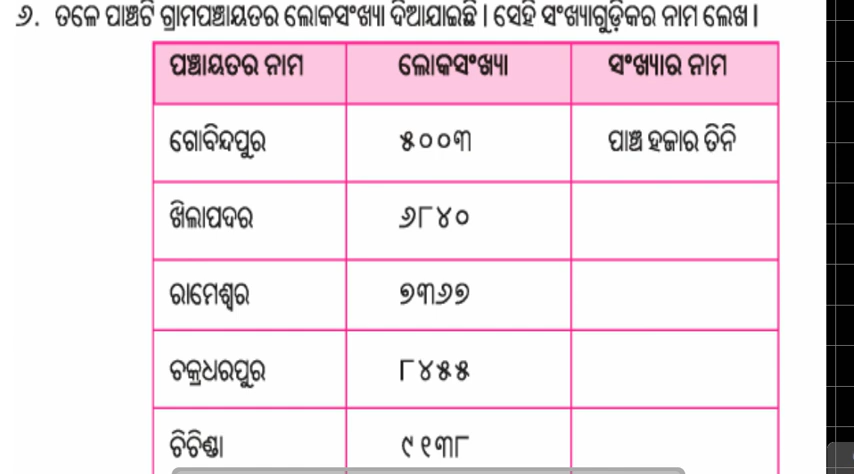 ୬. ତଳେ ପାଞ୍ଚଟି ଗ୍ରାମପଞ୍ଚାୟତର ଲୋକସଂଖ୍ୟା ଦିଆଯାଇଛି । ସେହି ସଂଖ୍ୟାଗୁଡ଼ିକର ନାମ ଲେଖ ।
ପଞ୍ଚାୟତର ନାମ ଲୋକସଂଖ୍ୟା ସଂଖ୍ୟାର ନାମ
ଗୋବିନ୍ଦପୁର ୫୦୦୩ ପାଞ୍ଚ ହଜାର ତିନି
ଖିଲାପଦର ୬୮୪୦
ରାମେଶ୍ୱର ୭୩୬୭
ଚକ୍ରଧରପୁର ୮୪୫୫
ଚିଚିଣ୍ଡା ୯୧୩୮